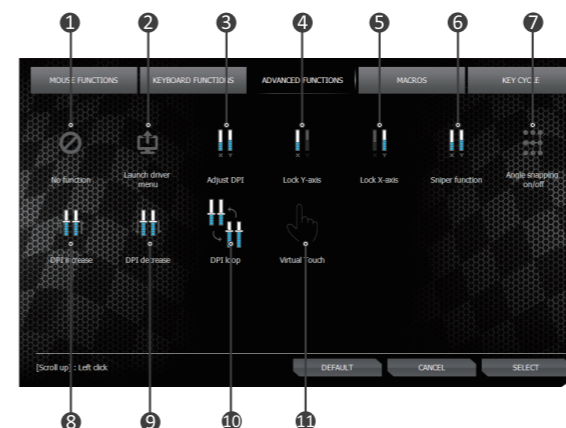 1 2 3 4 5 6 7
MOUSE FUNCTIONS KEYBOARD FUNCTIONS ADVANCED FUNCTIONS MACROS KEY CYCLE
X Y X Y X Y X Y
No function Launch driver menu Adjust DPI Lock Y-axis Lock X-axis Sniper function Angle snapping on/off
DPI increase DPI decrease DPI loop Virtual Touch
[Scroll up] : Left click DEFAULT CANCEL SELECT
8 9 10 11